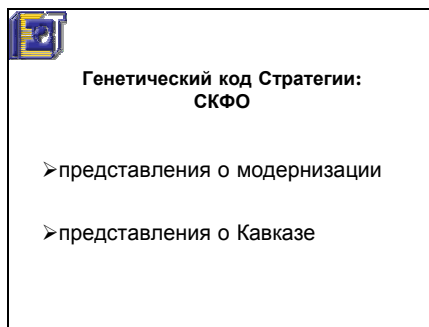 Генетический код Стратегии:
СКФО
➢представления о модернизации
➢представления о Кавказе